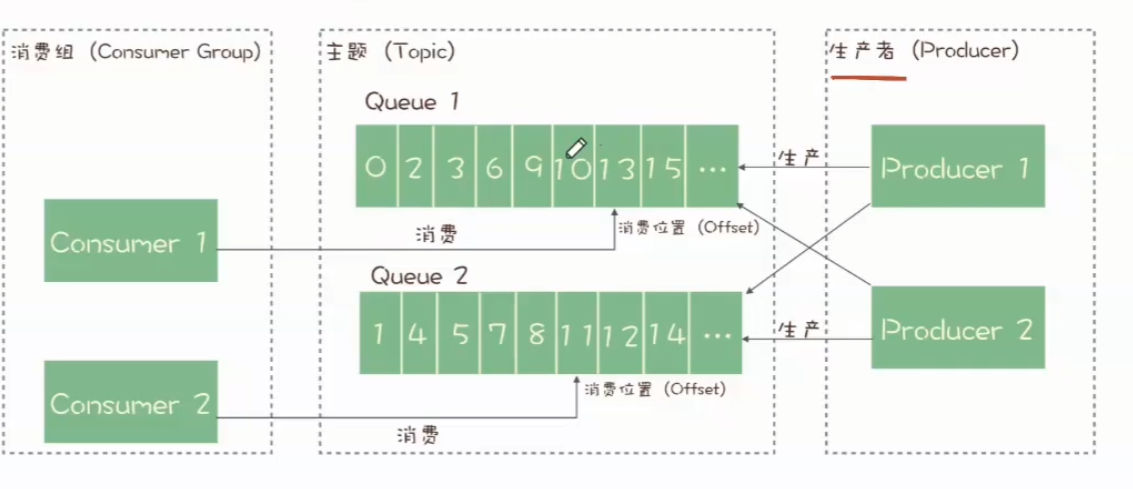 消费组（Consumer Group)
主题（Topic)
生产者（Producer)
Queue 1
0 2 3 6 9 10 13 15 ...
生产
Producer 1
Consumer 1
消费
消费位置（Offset)
Queue 2
1 4 5 7 8 11 12 14 ...
生产
Producer 2
Consumer 2
消费
消费位置（Offset)